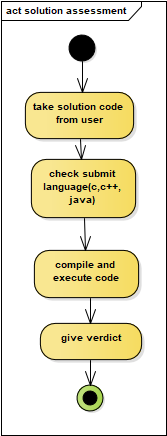 act solution assessment
take solution code
from user
check submit
language(c,c++,
java)
compile and
execute code
give verdict